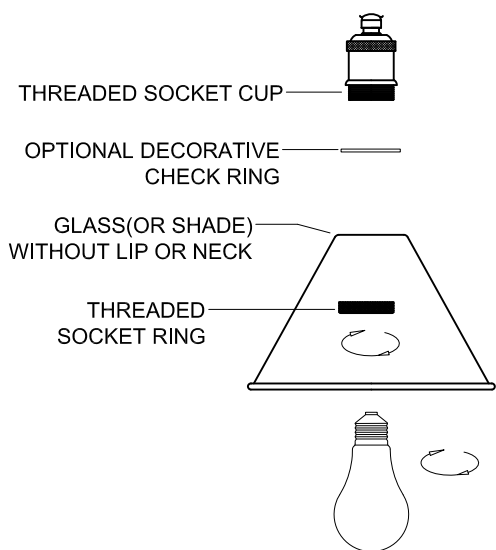 THREADED SOCKET CUP
OPTIONAL DECORATIVE
CHECK RING
GLASS(OR SHADE)
WITHOUT LIP OR NECK
THREADED
SOCKET RING